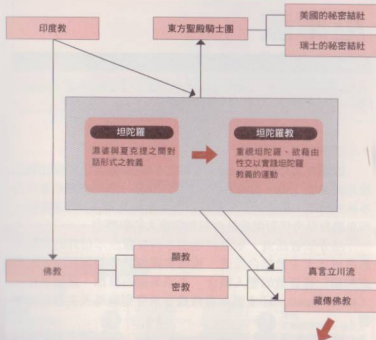 美國的秘密結社
印度教
東方聖殿騎士團
瑞士的秘密結社
坦陀羅
濕婆與夏克提之間對
話形式之教義
坦陀羅教
重視坦陀羅、欲藉由
性交以實踐坦陀羅
教義的運動
顯教
佛教
真言立川流
密教
藏傳佛教